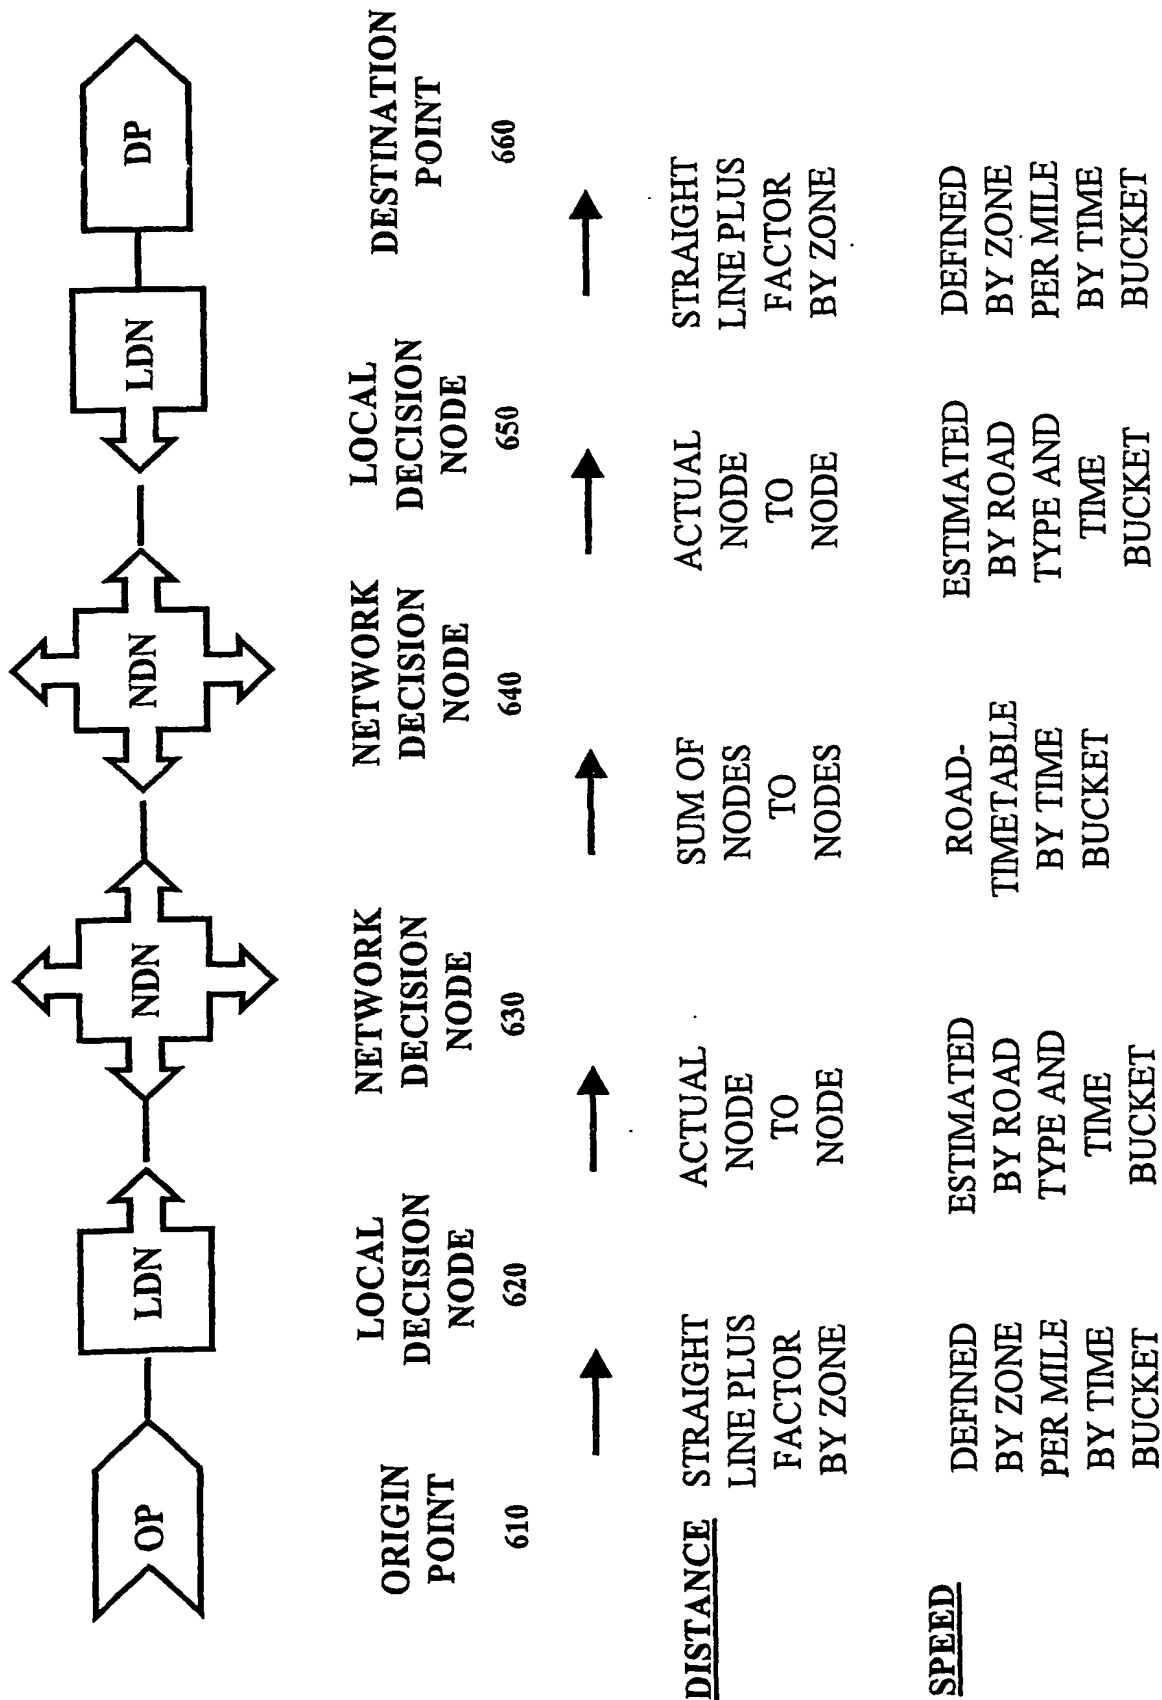 OP
LDN
NDN
NDN
LDN
DP
ORIGIN
POINT
610
LOCAL
DECISION
NODE
620
NETWORK
DECISION
NODE
630
NETWORK
DECISION
NODE
640
LOCAL
DECISION
NODE
650
DESTINATION
POINT
660
DISTANCE
STRAIGHT
LINE PLUS
FACTOR
BY ZONE
ACTUAL
NODE
TO
NODE
SUM OF
NODES
TO
NODES
ACTUAL
NODE
TO
NODE
STRAIGHT
LINE PLUS
FACTOR
BY ZONE
SPEED
DEFINED
BY ZONE
PER MILE
BY TIME
BUCKET
ESTIMATED
BY ROAD
TYPE AND
TIME
BUCKET
ROAD-
TIMETABLE
BY TIME
BUCKET
ESTIMATED
BY ROAD
TYPE AND
TIME
BUCKET
DEFINED
BY ZONE
PER MILE
BY TIME
BUCKET